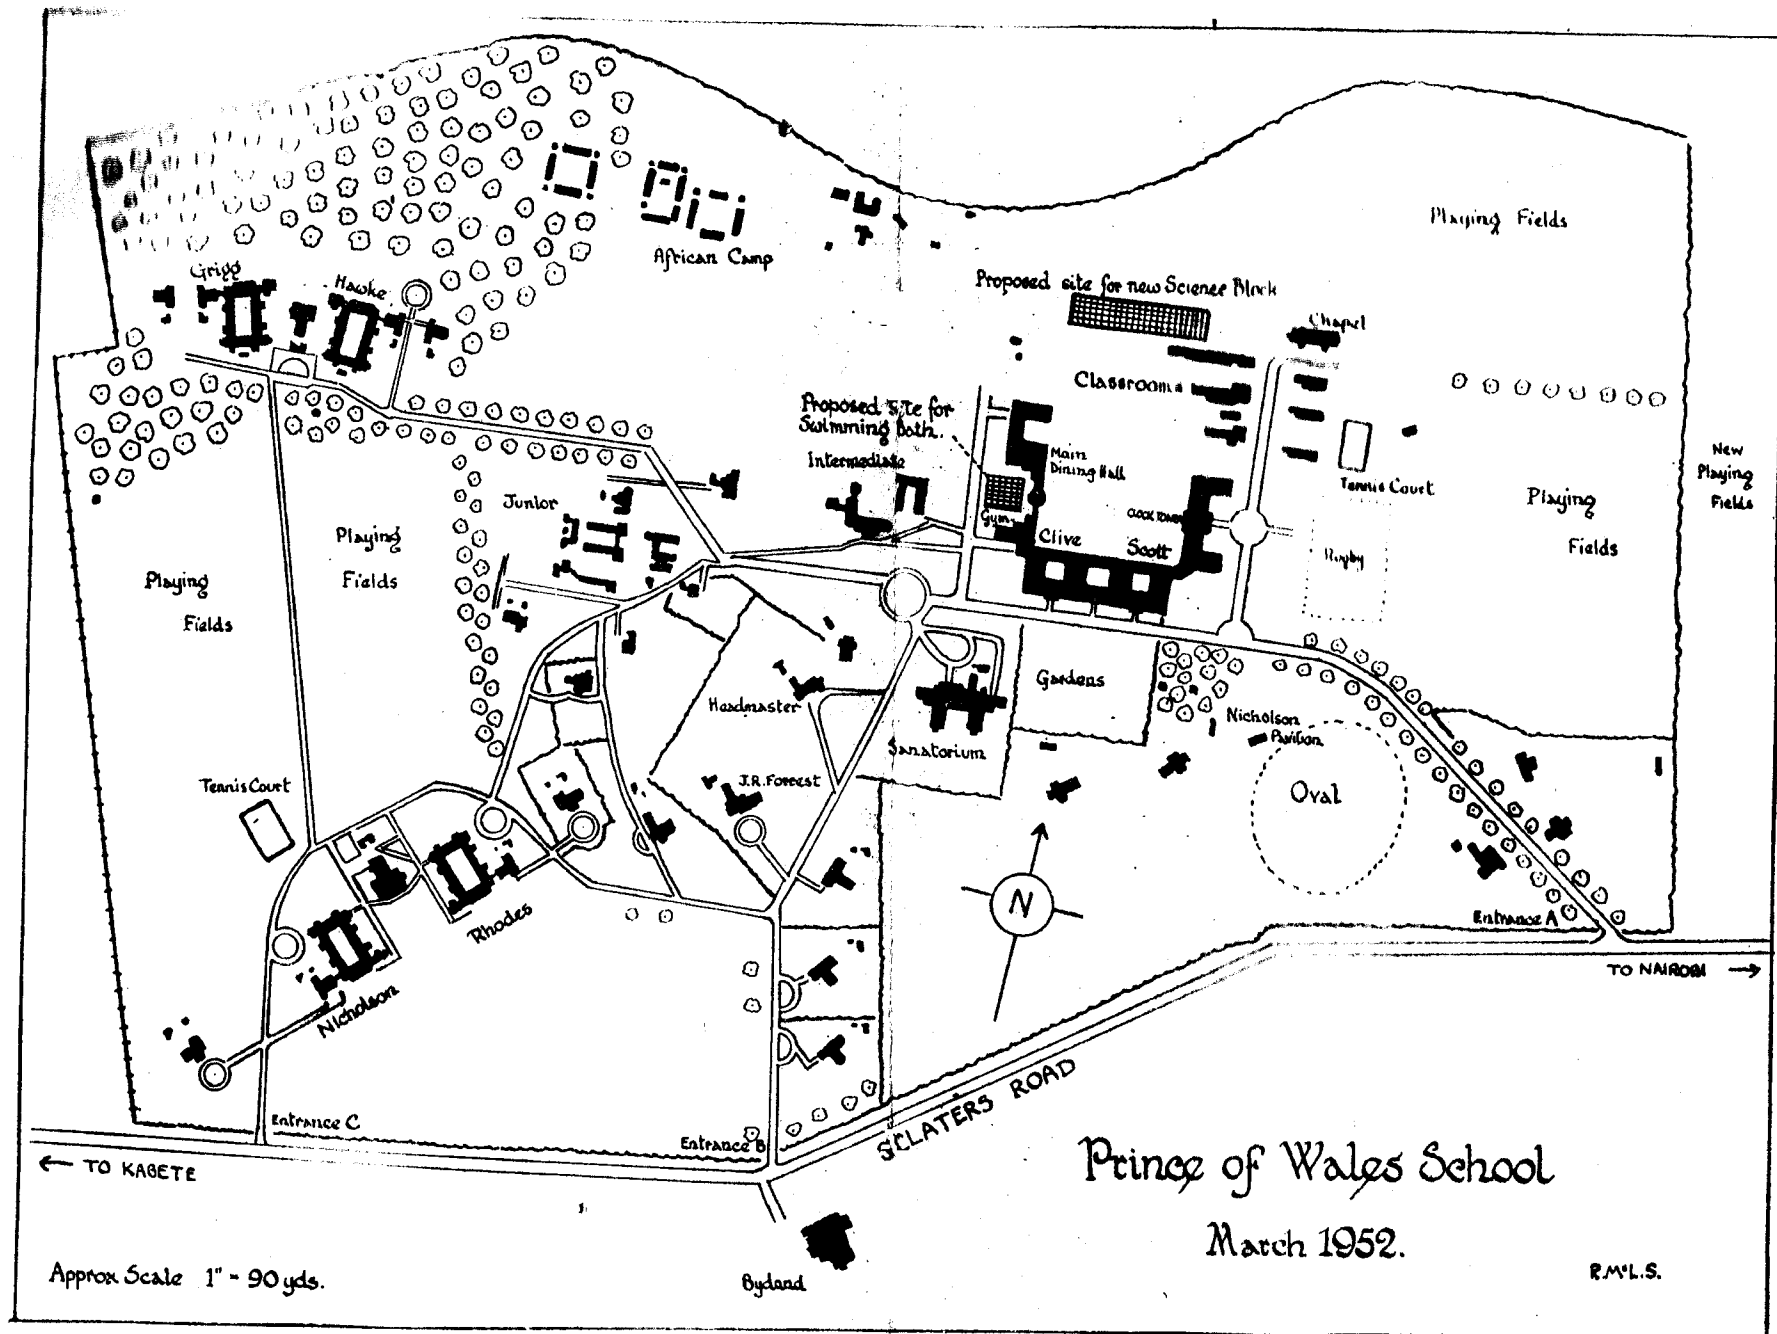 Playing Fields
African Camp
Grigg
Hawke
Proposed site for new Science Block
Chapel
Classrooms
Proposed site for
Swimming Bath.
Main
Dining Hall
Intermediate
Tennis Court
New
Playing
Fields
Junior
Gym
CLOCK TOWER
Clive
Scott
Playing
Fields
Playing
Fields
Rugby
Playing
Fields
Headmaster
Gardens
Nicholson
Pavilion
Sanatorium
Oval
Tennis Court
J.R. Forrest
Rhodes
N
Entrance A
TO NAIROBI →
Nicholson
SCLATERS ROAD
Entrance C
Entrance B
← TO KABETE
Prince of Wales School
March 1952.
Approx Scale 1" = 90 yds.
R.McL.S.